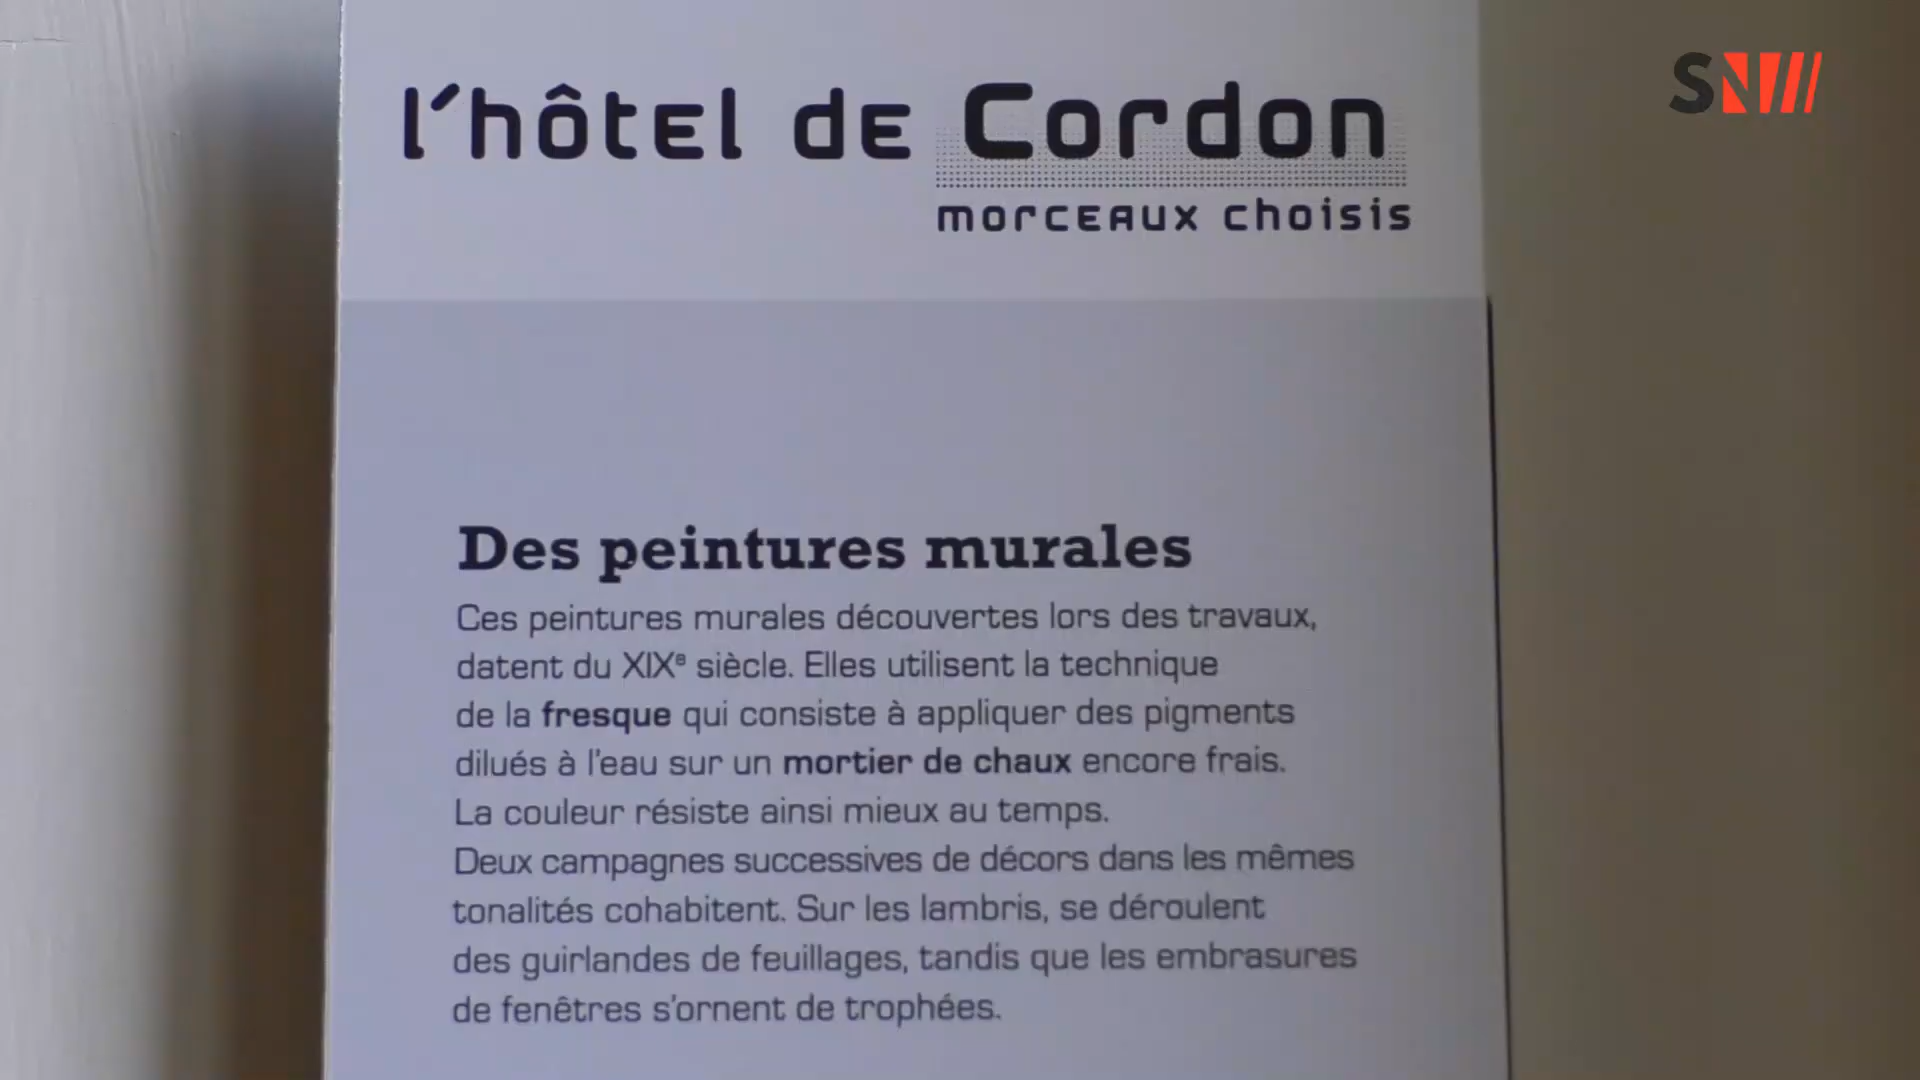 l'hôtel de Cordon
morceaux choisis
SN
Des peintures murales
Ces peintures murales découvertes lors des travaux,
datent du XIXe siècle. Elles utilisent la technique
de la fresque qui consiste à appliquer des pigments
dilués à l'eau sur un mortier de chaux encore frais.
La couleur résiste ainsi mieux au temps.
Deux campagnes successives de décors dans les mêmes
tonalités cohabitent. Sur les lambris, se déroulent
des guirlandes de feuillages, tandis que les embrasures
de fenêtres s'ornent de trophées.